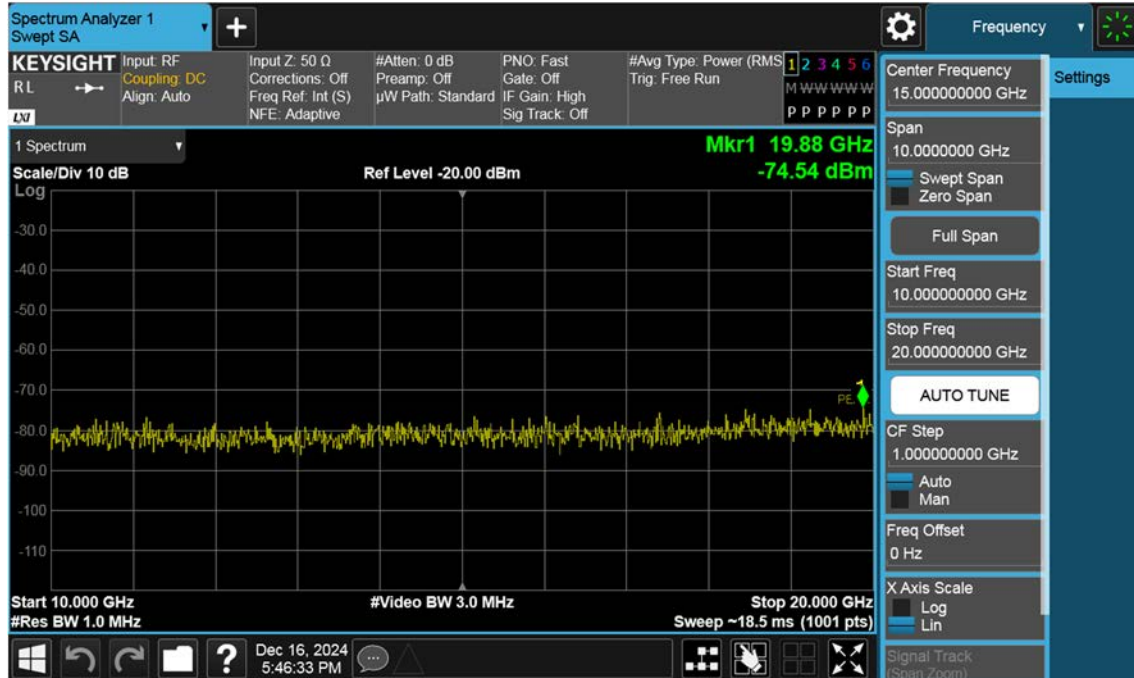 Spectrum Analyzer 1
Swept SA
Frequency
KEYSIGHT
R L
LXI
Input: RF
Coupling: DC
Align: Auto
Input Z: 50 Ω
Corrections: Off
Freq Ref: Int (S)
NFE: Adaptive
#Atten: 0 dB
Preamp: Off
µW Path: Standard
PNO: Fast
Gate: Off
IF Gain: High
Sig Track: Off
#Avg Type: Power (RMS
Trig: Free Run
1 2 3 4 5 6
M W W W W W
P P P P P P
Center Frequency
15.000000000 GHz
Settings
Span
10.0000000 GHz
Swept Span
Zero Span
Full Span
Start Freq
10.000000000 GHz
Stop Freq
20.000000000 GHz
AUTO TUNE
CF Step
1.000000000 GHz
Auto
Man
Freq Offset
0 Hz
X Axis Scale
Log
Lin
Signal Track
(Span Zoom)
1 Spectrum
Mkr1 19.88 GHz
-74.54 dBm
Scale/Div 10 dB
Ref Level -20.00 dBm
Log
-30.0
-40.0
-50.0
-60.0
-70.0
-80.0
-90.0
-100
-110
1
Start 10.000 GHz
#Video BW 3.0 MHz
Stop 20.000 GHz
#Res BW 1.0 MHz
Sweep ~18.5 ms (1001 pts)
?
Dec 16, 2024
5:46:33 PM